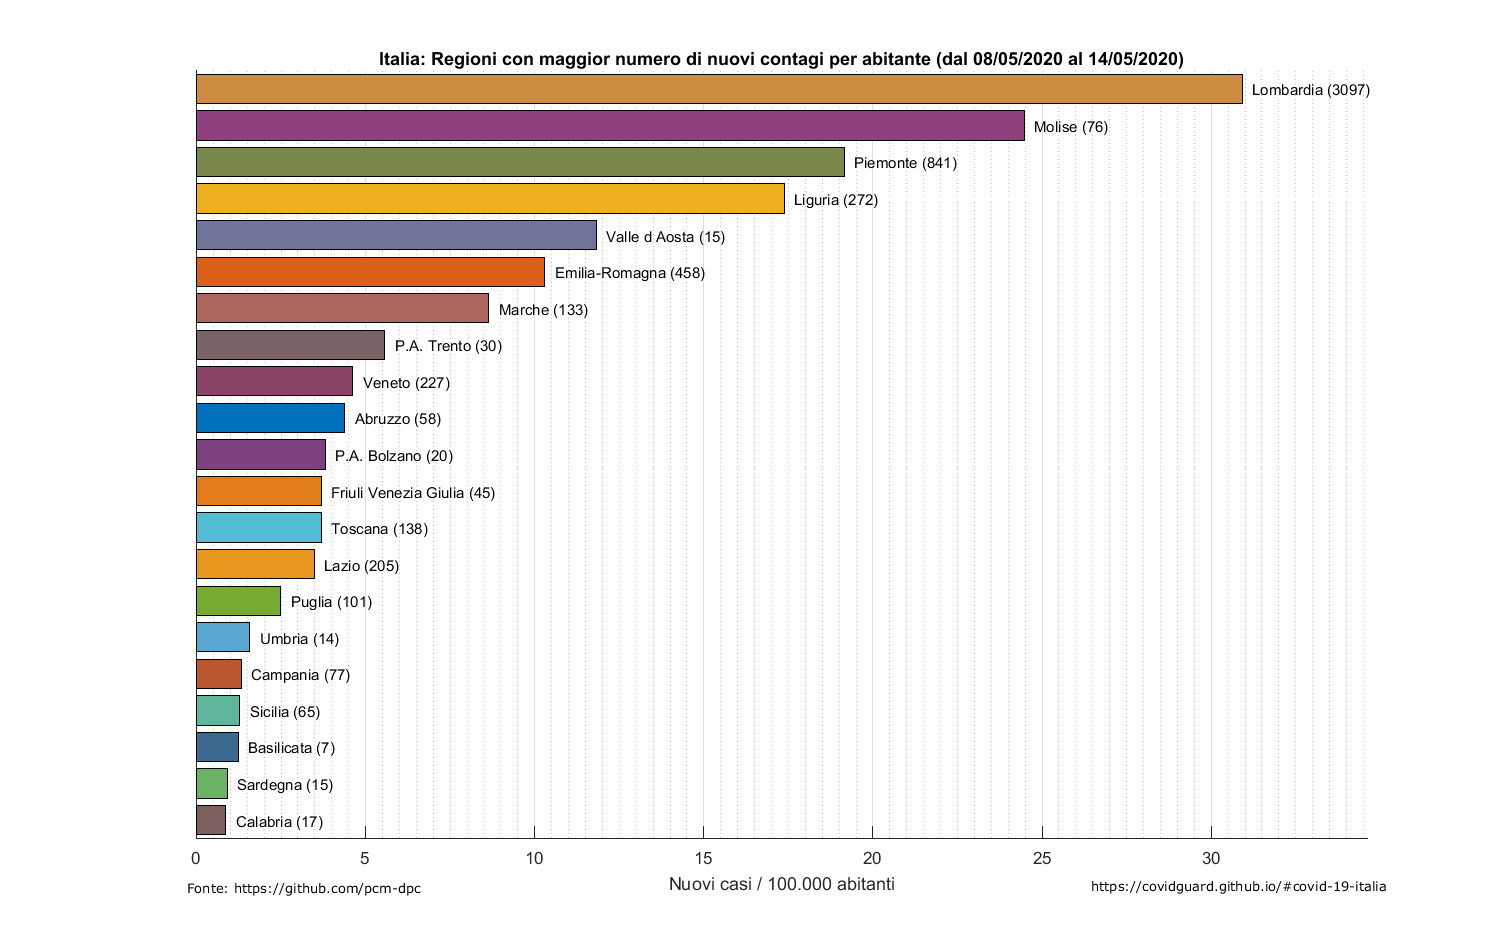 Italia: Regioni con maggior numero di nuovi contagi per abitante (dal 08/05/2020 al 14/05/2020)
Lombardia (3097)
Molise (76)
Piemonte (841)
Liguria (272)
Valle d Aosta (15)
Emilia-Romagna (458)
Marche (133)
P.A. Trento (30)
Veneto (227)
Abruzzo (58)
P.A. Bolzano (20)
Friuli Venezia Giulia (45)
Toscana (138)
Lazio (205)
Puglia (101)
Umbria (14)
Campania (77)
Sicilia (65)
Basilicata (7)
Sardegna (15)
Calabria (17)
0 5 10 15 20 25 30
Nuovi casi / 100.000 abitanti
Fonte: https://github.com/pcm-dpc
https://covidguard.github.io/#covid-19-italia